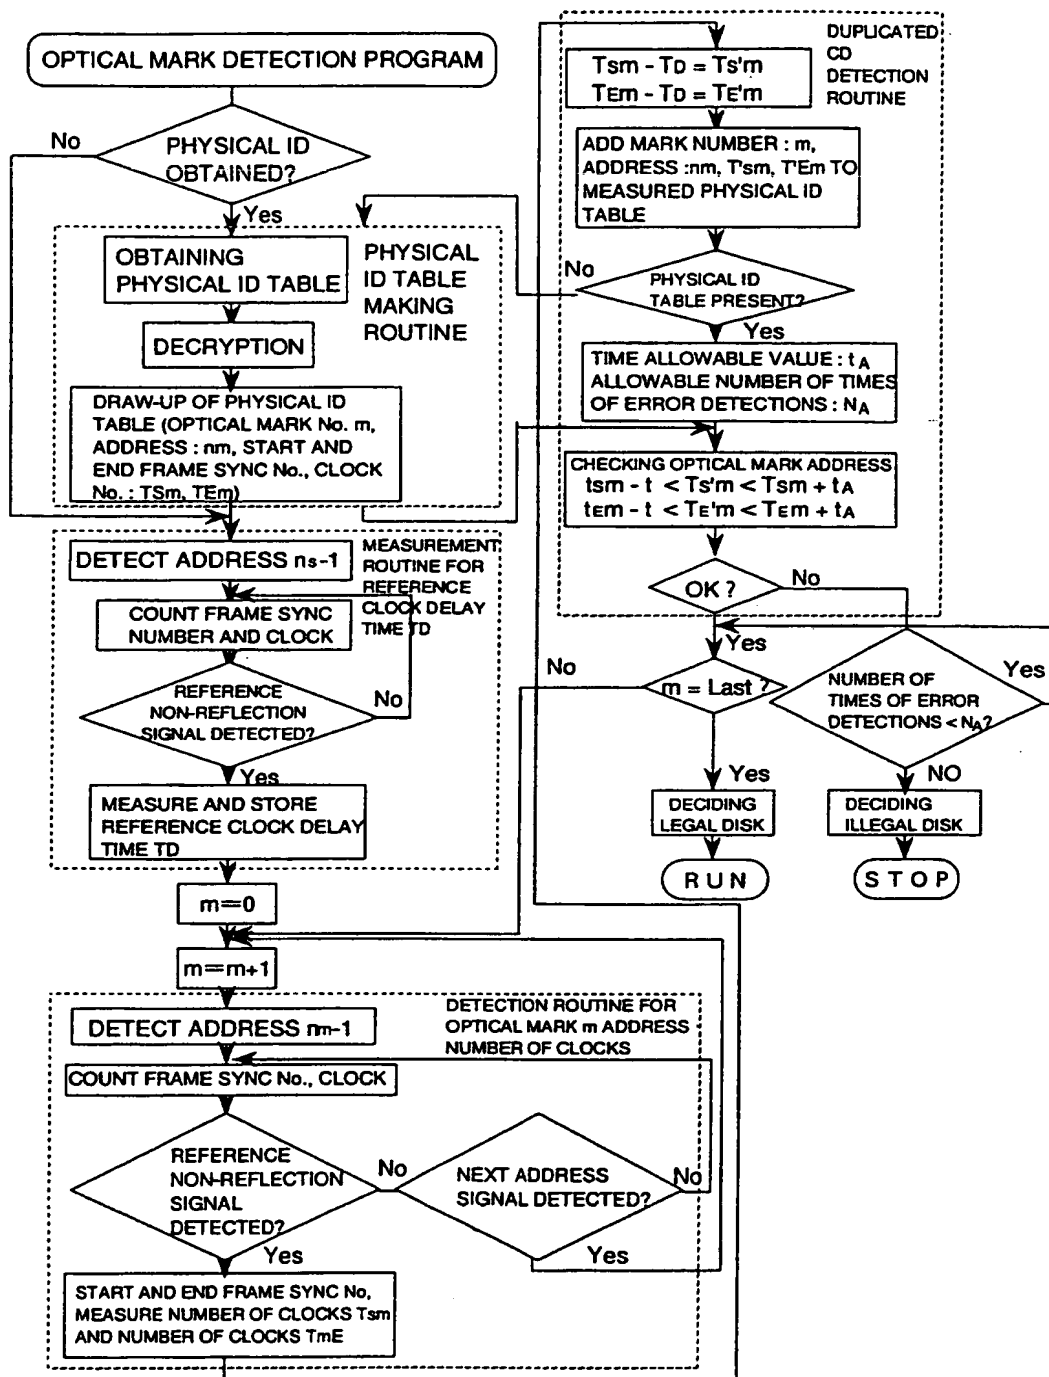 OPTICAL MARK DETECTION PROGRAM
No
PHYSICAL ID
OBTAINED?
Yes
OBTAINING
PHYSICAL ID TABLE
PHYSICAL
ID TABLE
MAKING
ROUTINE
DECRYPTION
DRAW-UP OF PHYSICAL ID
TABLE (OPTICAL MARK No. m,
ADDRESS : nm, START AND
END FRAME SYNC No., CLOCK
No. : TSm, TEm)
DETECT ADDRESS ns-1
MEASUREMENT
ROUTINE FOR
REFERENCE
CLOCK DELAY
TIME TD
COUNT FRAME SYNC
NUMBER AND CLOCK
REFERENCE
NON-REFLECTION
SIGNAL DETECTED?
No
Yes
MEASURE AND STORE
REFERENCE CLOCK DELAY
TIME TD
m=0
m=m+1
DETECTION ROUTINE FOR
OPTICAL MARK m ADDRESS
NUMBER OF CLOCKS
DETECT ADDRESS nm-1
COUNT FRAME SYNC No., CLOCK
REFERENCE
NON-REFLECTION
SIGNAL
DETECTED?
No
NEXT ADDRESS
SIGNAL DETECTED?
No
Yes
Yes
START AND END FRAME SYNC No,
MEASURE NUMBER OF CLOCKS Tsm
AND NUMBER OF CLOCKS TmE
DUPLICATED
CD
DETECTION
ROUTINE
Tsm - TD = Ts'm
TEm - TD = TE'm
ADD MARK NUMBER : m,
ADDRESS :nm, T'sm, T'Em TO
MEASURED PHYSICAL ID
TABLE
No
PHYSICAL ID
TABLE PRESENT?
Yes
TIME ALLOWABLE VALUE : tA
ALLOWABLE NUMBER OF TIMES
OF ERROR DETECTIONS : NA
CHECKING OPTICAL MARK ADDRESS
tsm - t < Ts'm < Tsm + tA
tEm - t < TE'm < TEm + tA
OK ?
No
Yes
No
m = Last ?
NUMBER OF
TIMES OF ERROR
DETECTIONS < NA?
Yes
Yes
NO
DECIDING
LEGAL DISK
DECIDING
ILLEGAL DISK
RUN
STOP